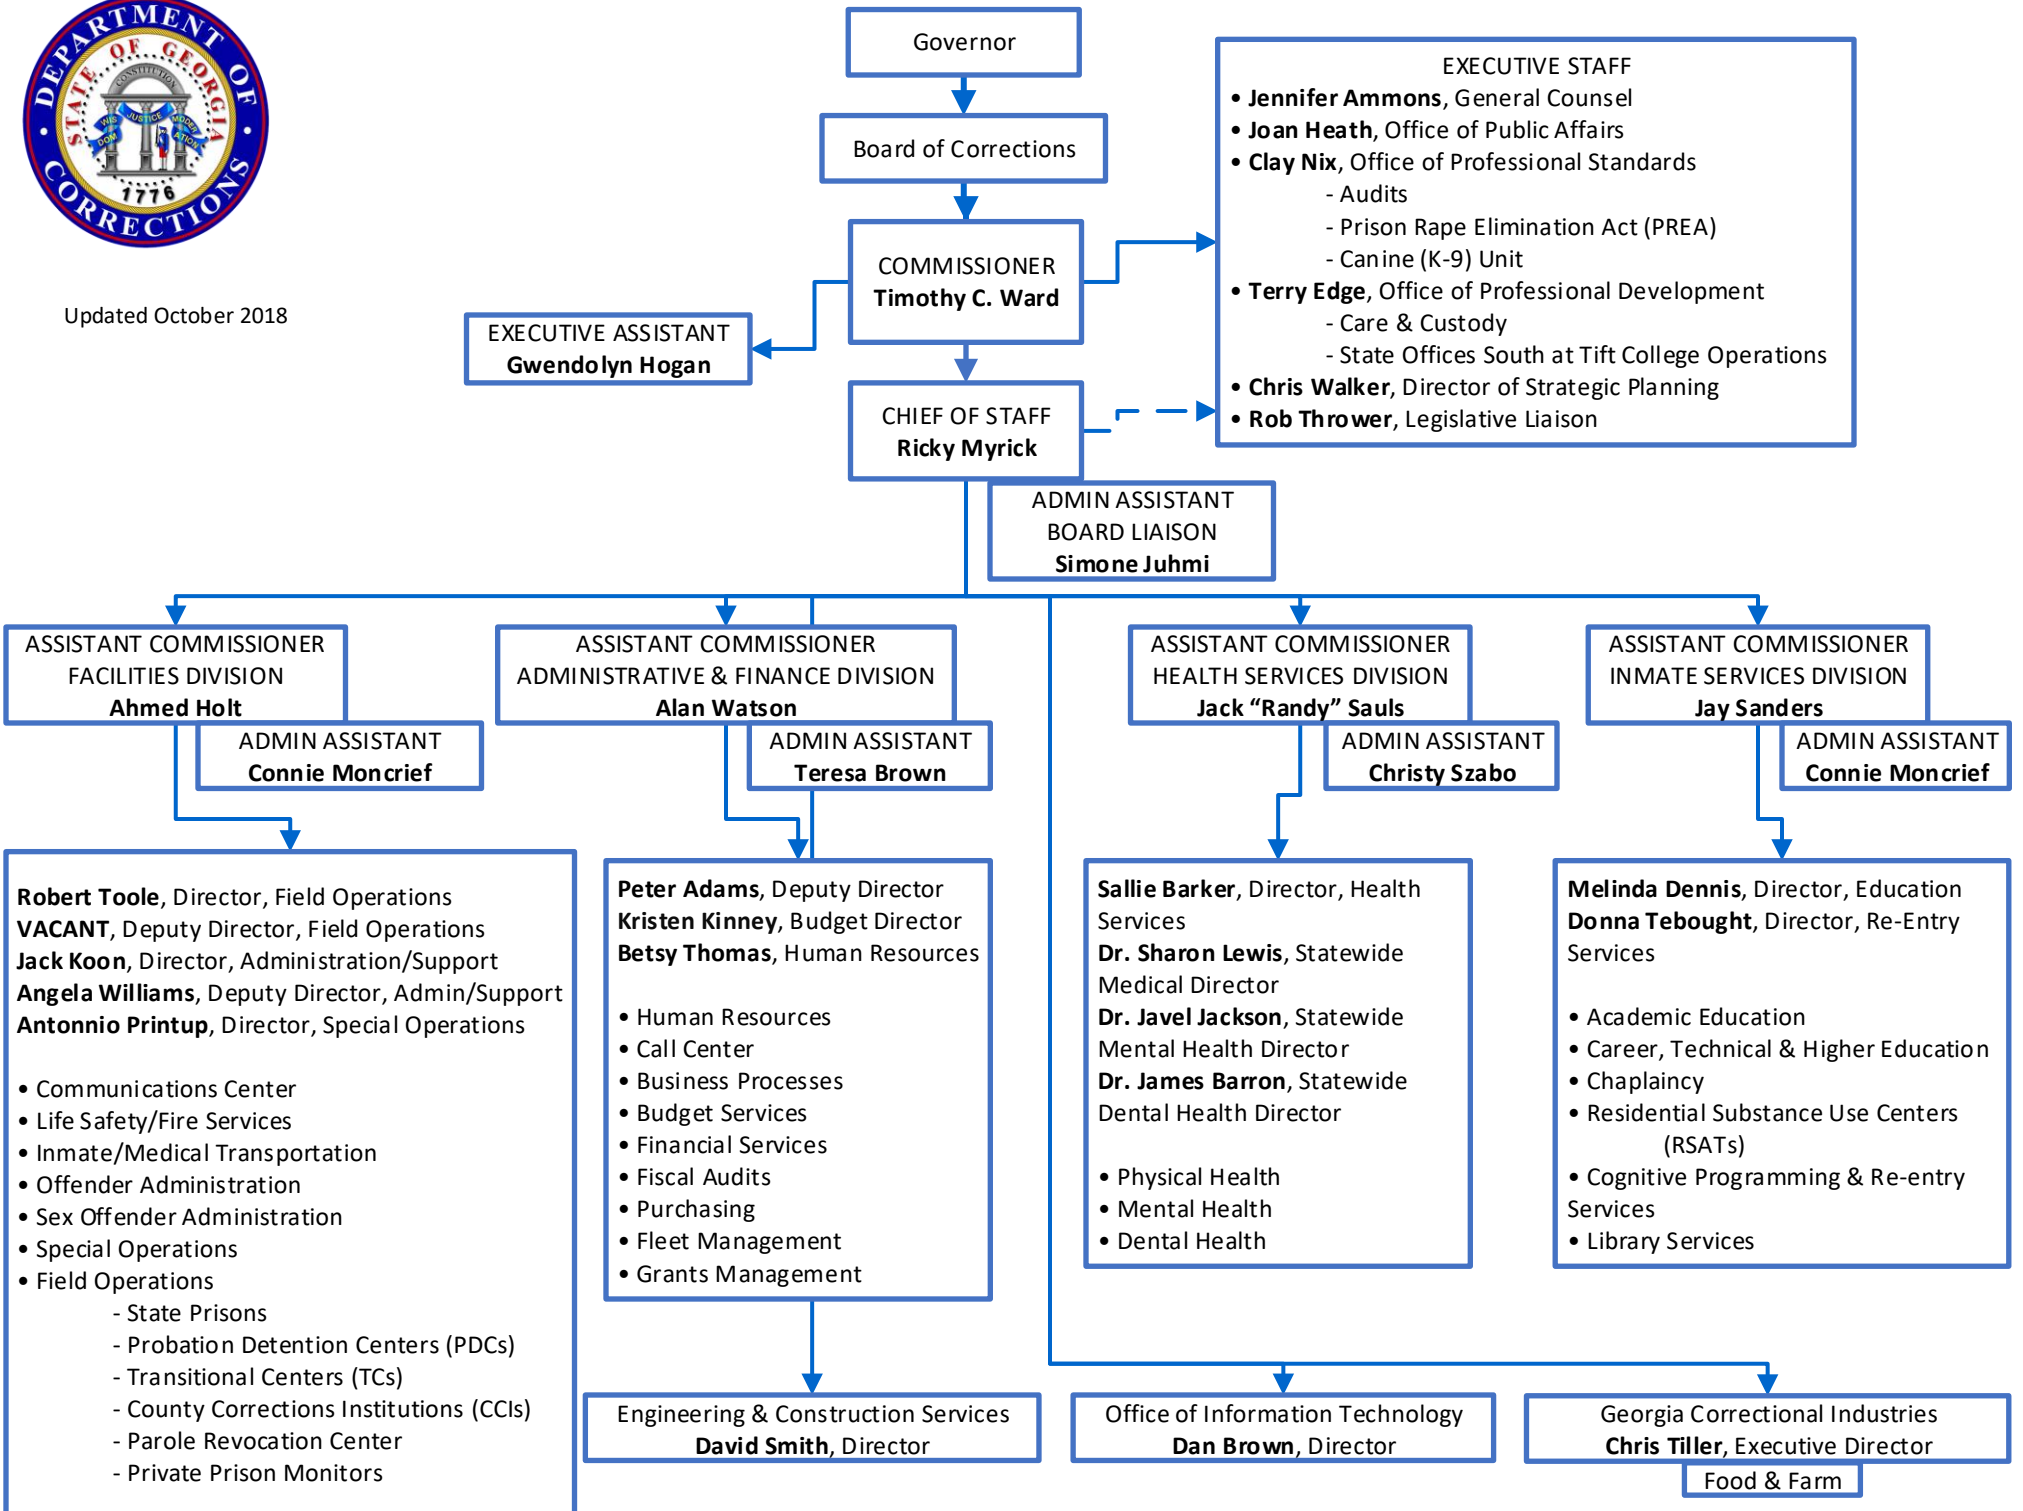 DEPARTMENT OF CORRECTIONS
STATE OF GEORGIA
CONSTITUTION
WISDOM JUSTICE MODERATION
1776
Updated October 2018
Governor
Board of Corrections
COMMISSIONER
Timothy C. Ward
EXECUTIVE STAFF
• Jennifer Ammons, General Counsel
• Joan Heath, Office of Public Affairs
• Clay Nix, Office of Professional Standards
- Audits
- Prison Rape Elimination Act (PREA)
- Canine (K-9) Unit
• Terry Edge, Office of Professional Development
- Care & Custody
- State Offices South at Tift College Operations
• Chris Walker, Director of Strategic Planning
• Rob Thrower, Legislative Liaison
EXECUTIVE ASSISTANT
Gwendolyn Hogan
CHIEF OF STAFF
Ricky Myrick
ADMIN ASSISTANT
BOARD LIAISON
Simone Juhmi
ASSISTANT COMMISSIONER
FACILITIES DIVISION
Ahmed Holt
ADMIN ASSISTANT
Connie Moncrief
ASSISTANT COMMISSIONER
ADMINISTRATIVE & FINANCE DIVISION
Alan Watson
ADMIN ASSISTANT
Teresa Brown
ASSISTANT COMMISSIONER
HEALTH SERVICES DIVISION
Jack “Randy” Sauls
ADMIN ASSISTANT
Christy Szabo
ASSISTANT COMMISSIONER
INMATE SERVICES DIVISION
Jay Sanders
ADMIN ASSISTANT
Connie Moncrief
Robert Toole, Director, Field Operations
VACANT, Deputy Director, Field Operations
Jack Koon, Director, Administration/Support
Angela Williams, Deputy Director, Admin/Support
Antonnio Printup, Director, Special Operations
• Communications Center
• Life Safety/Fire Services
• Inmate/Medical Transportation
• Offender Administration
• Sex Offender Administration
• Special Operations
• Field Operations
- State Prisons
- Probation Detention Centers (PDCs)
- Transitional Centers (TCs)
- County Corrections Institutions (CCIs)
- Parole Revocation Center
- Private Prison Monitors
Peter Adams, Deputy Director
Kristen Kinney, Budget Director
Betsy Thomas, Human Resources
• Human Resources
• Call Center
• Business Processes
• Budget Services
• Financial Services
• Fiscal Audits
• Purchasing
• Fleet Management
• Grants Management
Sallie Barker, Director, Health
Services
Dr. Sharon Lewis, Statewide
Medical Director
Dr. Javel Jackson, Statewide
Mental Health Director
Dr. James Barron, Statewide
Dental Health Director
• Physical Health
• Mental Health
• Dental Health
Melinda Dennis, Director, Education
Donna Tebought, Director, Re-Entry
Services
• Academic Education
• Career, Technical & Higher Education
• Chaplaincy
• Residential Substance Use Centers
(RSATs)
• Cognitive Programming & Re-entry
Services
• Library Services
Engineering & Construction Services
David Smith, Director
Office of Information Technology
Dan Brown, Director
Georgia Correctional Industries
Chris Tiller, Executive Director
Food & Farm